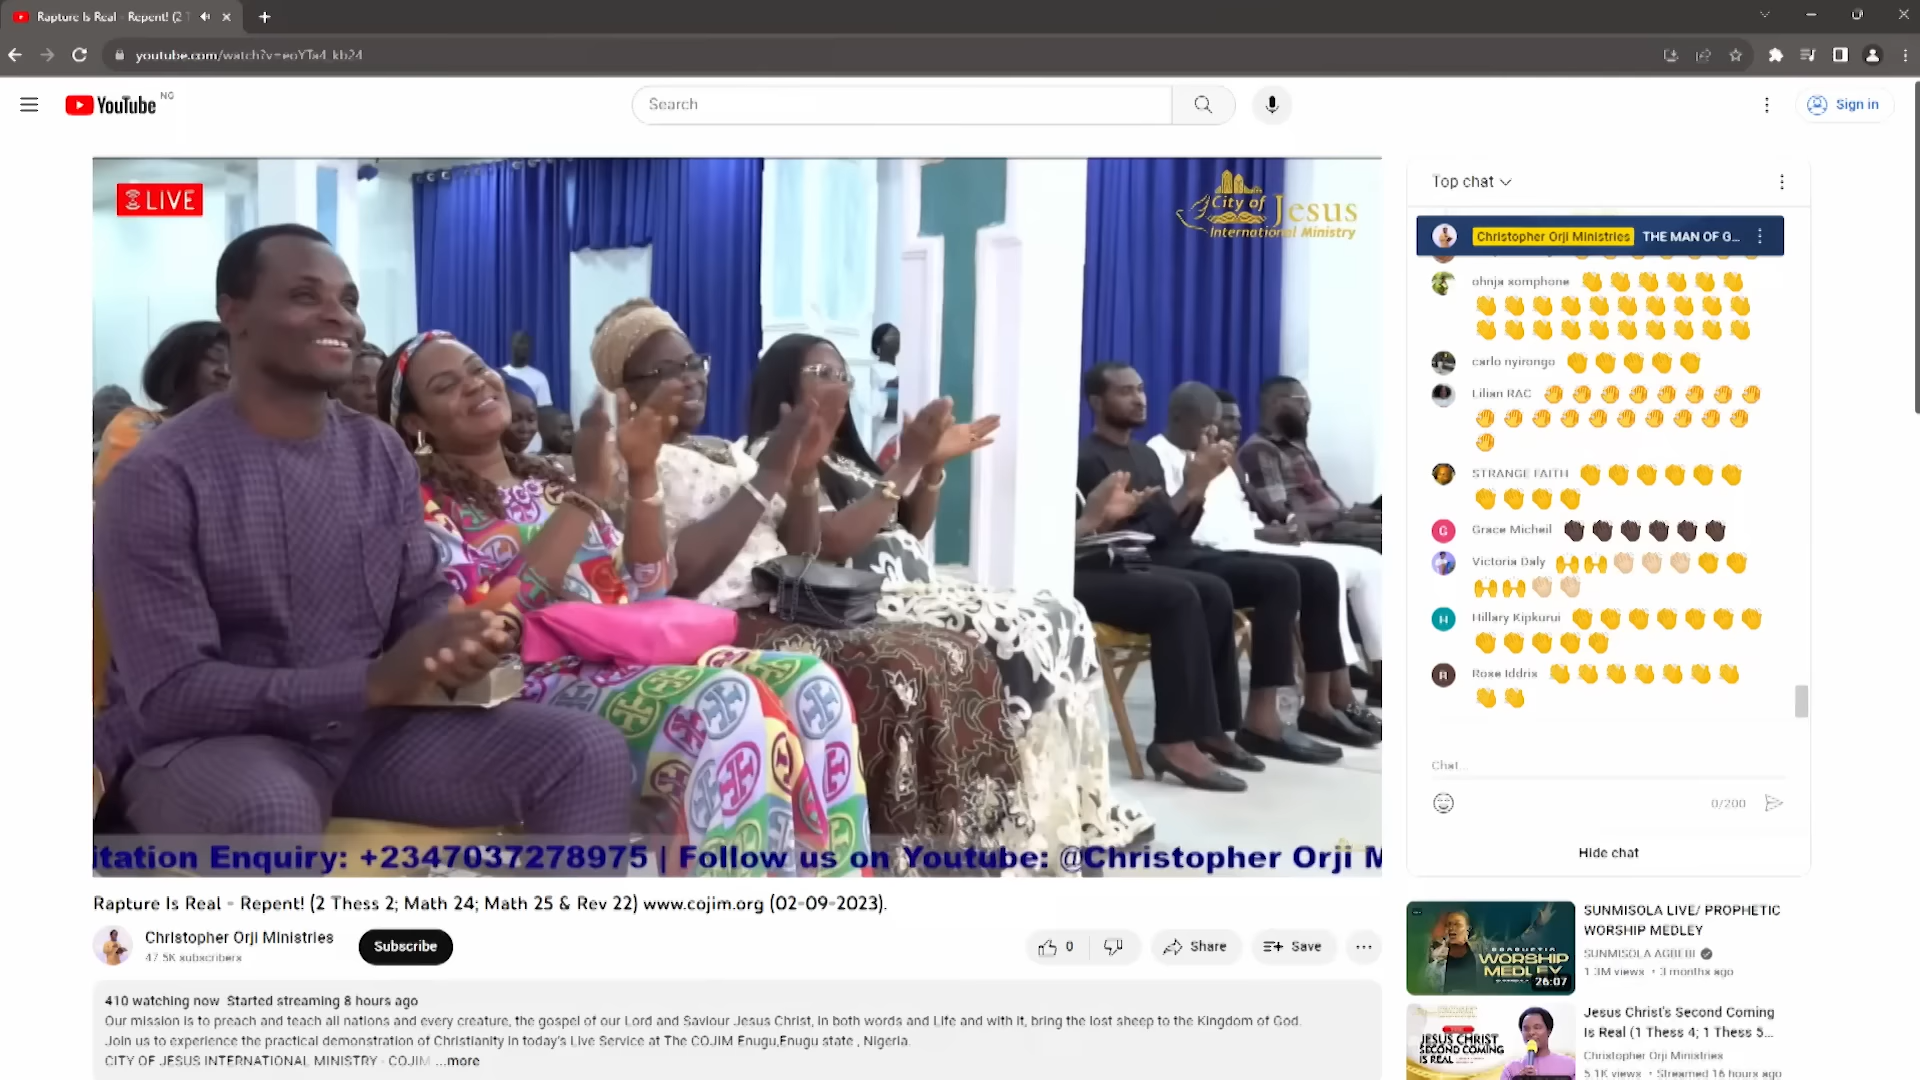 Rapture Is Real - Repent! (2 T
youtube.com/watch?v=eoYTa4_kb24
YouTube NG
Search
Sign in
LIVE
City of Jesus
International Ministry
itation Enquiry: +2347037278975 | Follow us on Youtube: @Christopher Orji M
Rapture Is Real - Repent! (2 Thess 2; Math 24; Math 25 & Rev 22) www.cojim.org (02-09-2023).
Christopher Orji Ministries
47.5K subscribers
Subscribe
0
Share
Save
410 watching now Started streaming 8 hours ago
Our mission is to preach and teach all nations and every creature, the gospel of our Lord and Saviour Jesus Christ, in both words and Life and with it, bring the lost sheep to the Kingdom of God.
Join us to experience the practical demonstration of Christianity in today's Live Service at The COJIM Enugu,Enugu state , Nigeria.
CITY OF JESUS INTERNATIONAL MINISTRY - COJIM ...more
Top chat
Christopher Orji Ministries THE MAN OF G...
ohnja xomphone 👏👏👏👏👏👏
👏👏👏👏👏👏👏👏👏👏
👏👏👏👏👏👏👏👏👏👏
carlo nyirongo 👏👏👏👏👏
Lilian RAC 👋👋👋👋👋👋👋👋
👋👋👋👋👋👋👋👋👋👋
👋
STRANGE FAITH 👏👏👏👏👏👏
👏👏👏👏
G
Grace Micheil 👏🏿👏🏿👏🏿👏🏿👏🏿👏🏿
Victoria Daly 🙌🙌👏🏻👏🏻👏🏻👏👏
🙌🙌👏🏻👏🏻
H
Hillary Kipkurui 👏👏👏👏👏👏👏
👏👏👏👏👏
R
Rose Iddris 👏👏👏👏👏👏👏
👏👏
Chat...
0/200
Hide chat
WORSHIP
MEDLEY
26:07
SUNMISOLA LIVE/ PROPHETIC
WORSHIP MEDLEY
SUNMISOLA AGBEBI
1.3M views • 3 months ago
JESUS CHRIST
SECOND COMING
IS REAL
Jesus Christ's Second Coming
Is Real (1 Thess 4; 1 Thess 5...
Christopher Orji Ministries
5.1K views • Streamed 16 hours ago